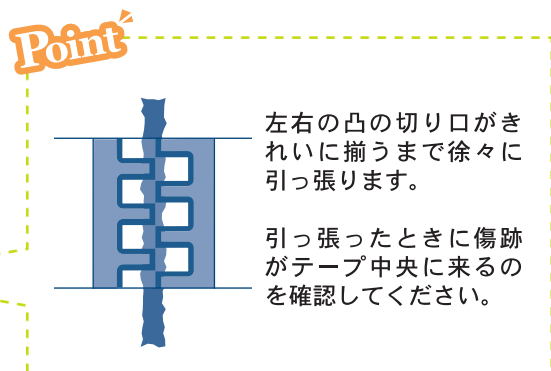 Point
左右の凸の切り口がき
れいに揃うまで徐々に
引っ張ります。
引っ張ったときに傷跡
がテープ中央に来るの
を確認してください。